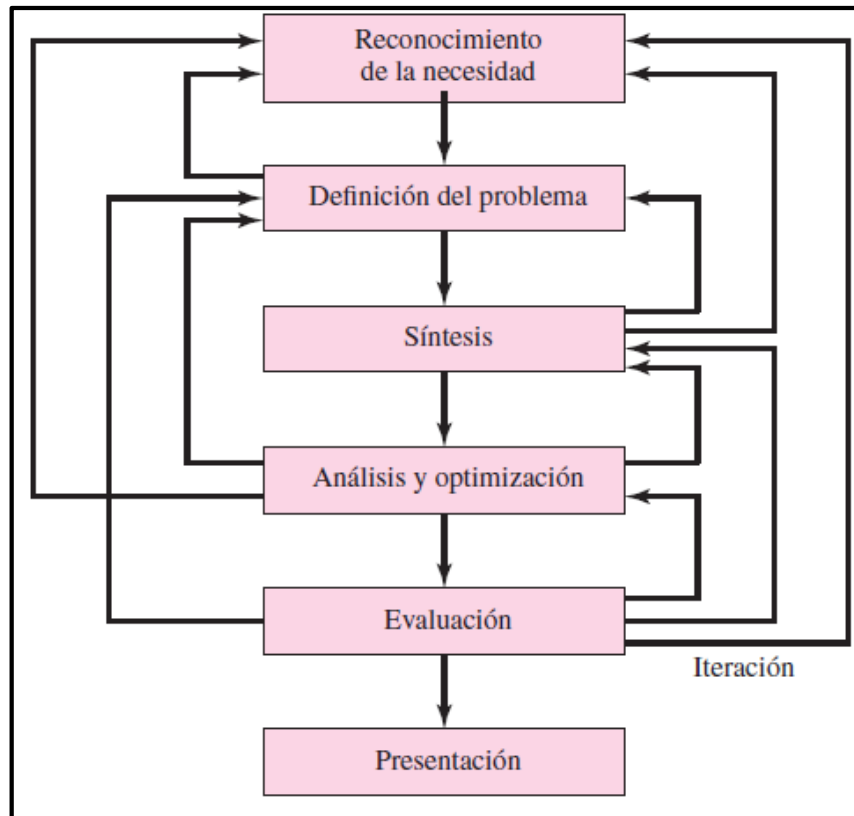 Reconocimiento
de la necesidad
Definición del problema
Síntesis
Análisis y optimización
Evaluación
Iteración
Presentación